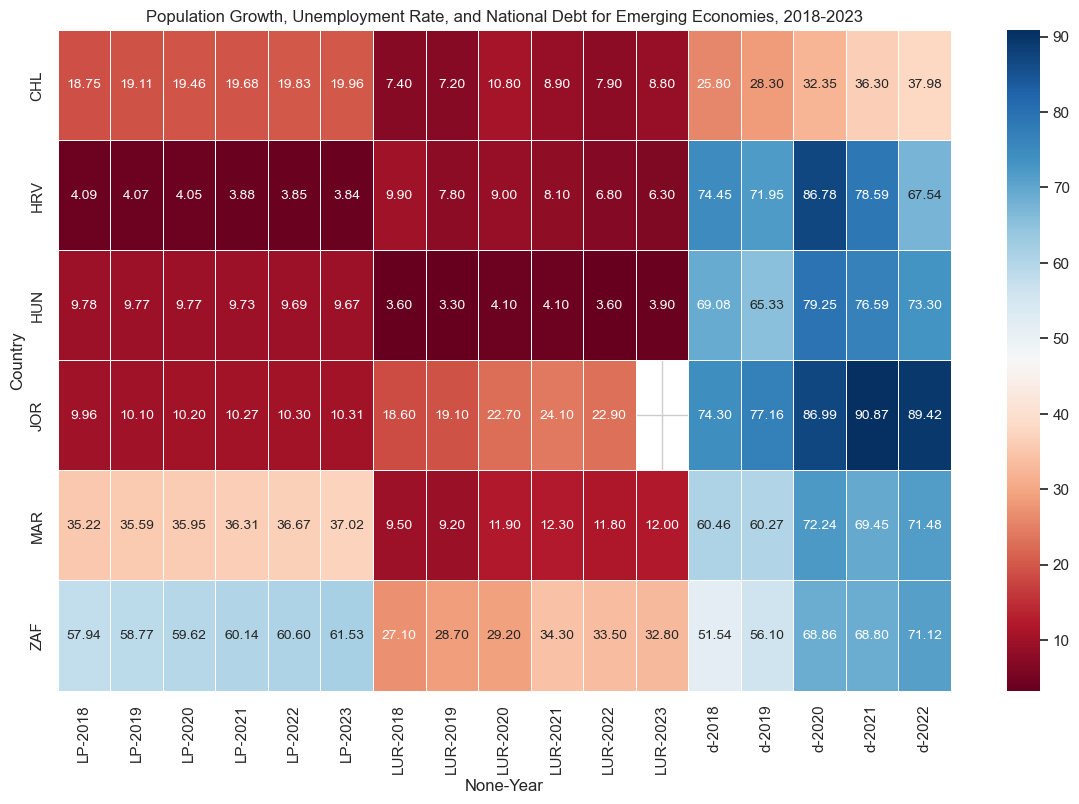 Population Growth, Unemployment Rate, and National Debt for Emerging Economies, 2018-2023
CHL 18.75 19.11 19.46 19.68 19.83 19.96 7.40 7.20 10.80 8.90 7.90 8.80 25.80 28.30 32.35 36.30 37.98
HRV 4.09 4.07 4.05 3.88 3.85 3.84 9.90 7.80 9.00 8.10 6.80 6.30 74.45 71.95 86.78 78.59 67.54
HUN 9.78 9.77 9.77 9.73 9.69 9.67 3.60 3.30 4.10 4.10 3.60 3.90 69.08 65.33 79.25 76.59 73.30
JOR 9.96 10.10 10.20 10.27 10.30 10.31 18.60 19.10 22.70 24.10 22.90 74.30 77.16 86.99 90.87 89.42
MAR 35.22 35.59 35.95 36.31 36.67 37.02 9.50 9.20 11.90 12.30 11.80 12.00 60.46 60.27 72.24 69.45 71.48
ZAF 57.94 58.77 59.62 60.14 60.60 61.53 27.10 28.70 29.20 34.30 33.50 32.80 51.54 56.10 68.86 68.80 71.12
Country
LP-2018 LP-2019 LP-2020 LP-2021 LP-2022 LP-2023 LUR-2018 LUR-2019 LUR-2020 LUR-2021 LUR-2022 LUR-2023 d-2018 d-2019 d-2020 d-2021 d-2022
None-Year
90
80
70
60
50
40
30
20
10